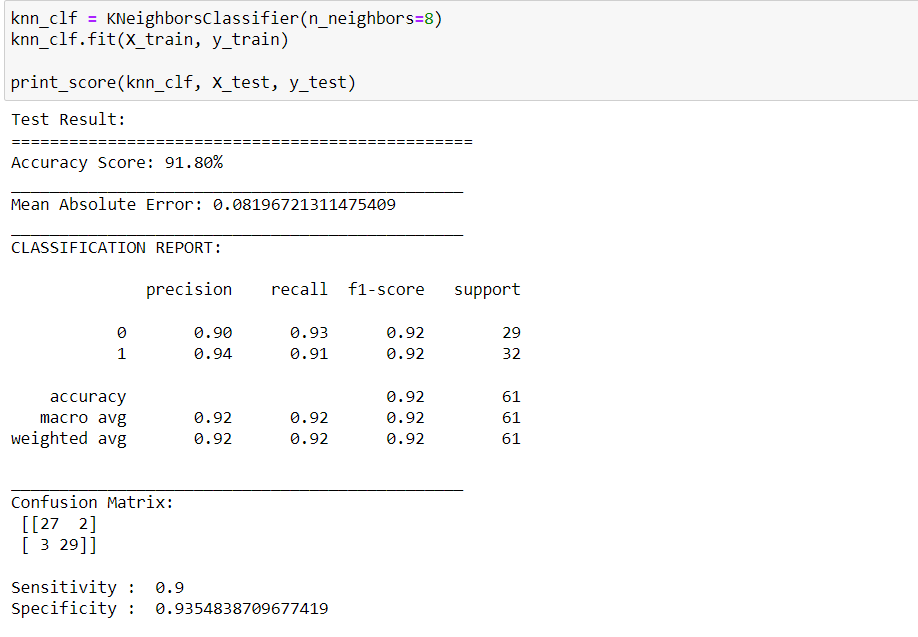 knn_clf = KNeighborsClassifier(n_neighbors=8)
knn_clf.fit(X_train, y_train)
print_score(knn_clf, X_test, y_test)
Test Result:
================================================
Accuracy Score: 91.80%
_______________________________________________
Mean Absolute Error: 0.08196721311475409
_______________________________________________
CLASSIFICATION REPORT:
precision recall f1-score support
0 0.90 0.93 0.92 29
1 0.94 0.91 0.92 32
accuracy 0.92 61
macro avg 0.92 0.92 0.92 61
weighted avg 0.92 0.92 0.92 61
_______________________________________________
Confusion Matrix:
[[27 2]
[ 3 29]]
Sensitivity : 0.9
Specificity : 0.9354838709677419